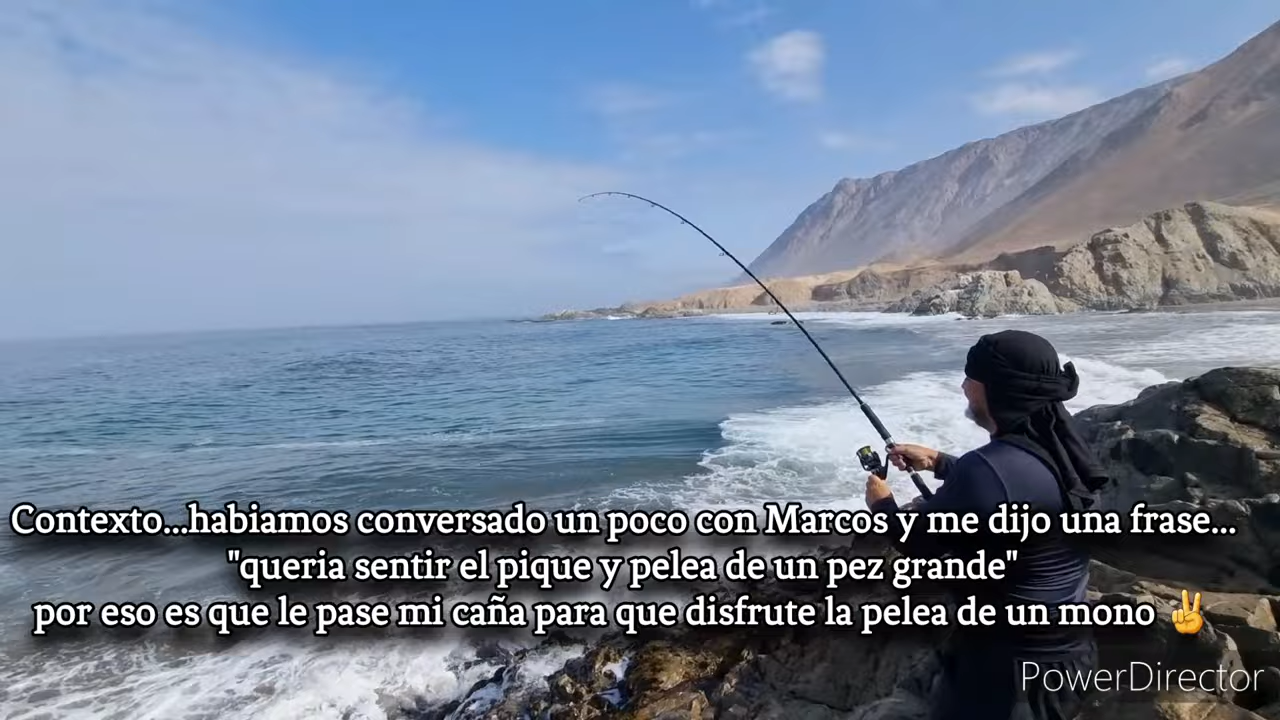 Contexto...habiamos conversado un poco con Marcos y me dijo una frase...
"queria sentir el pique y pelea de un pez grande"
por eso es que le pase mi caña para que disfrute la pelea de un mono ✌
PowerDirector